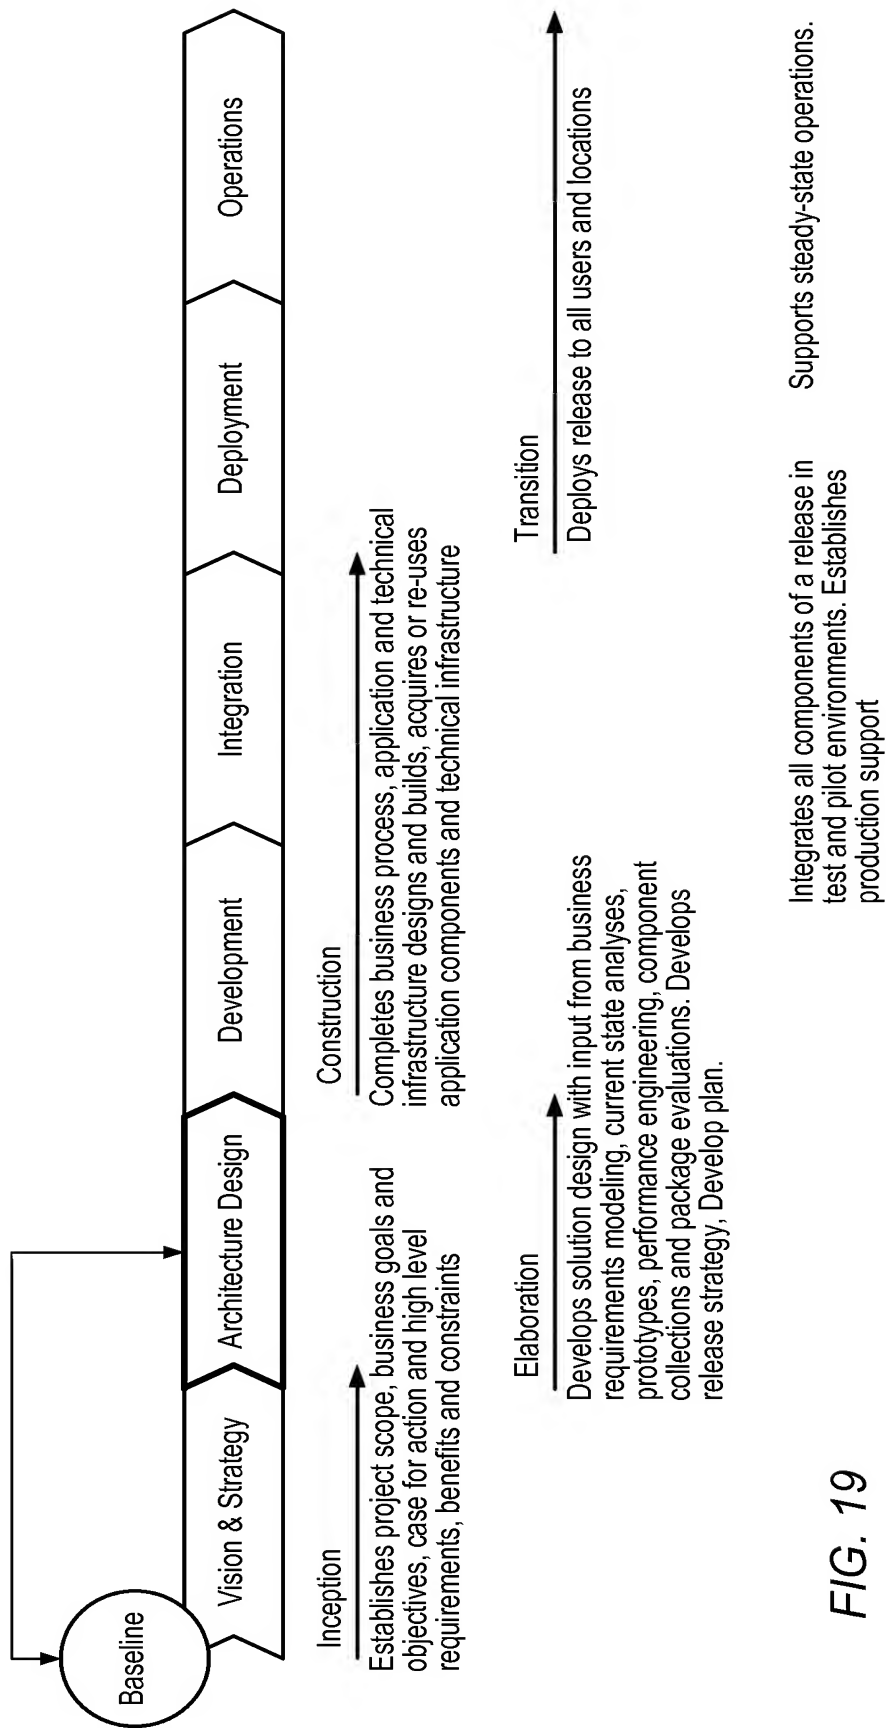 Baseline
Vision & Strategy
Architecture Design
Development
Integration
Deployment
Operations
Inception
Establishes project scope, business goals and
objectives, case for action and high level
requirements, benefits and constraints
Construction
Completes business process, application and technical
infrastructure designs and builds, acquires or re-uses
application components and technical infrastructure
Elaboration
Develops solution design with input from business
requirements modeling, current state analyses,
prototypes, performance engineering, component
collections and package evaluations. Develops
release strategy, Develop plan.
Transition
Deploys release to all users and locations
Integrates all components of a release in
test and pilot environments. Establishes
production support
Supports steady-state operations.
FIG. 19